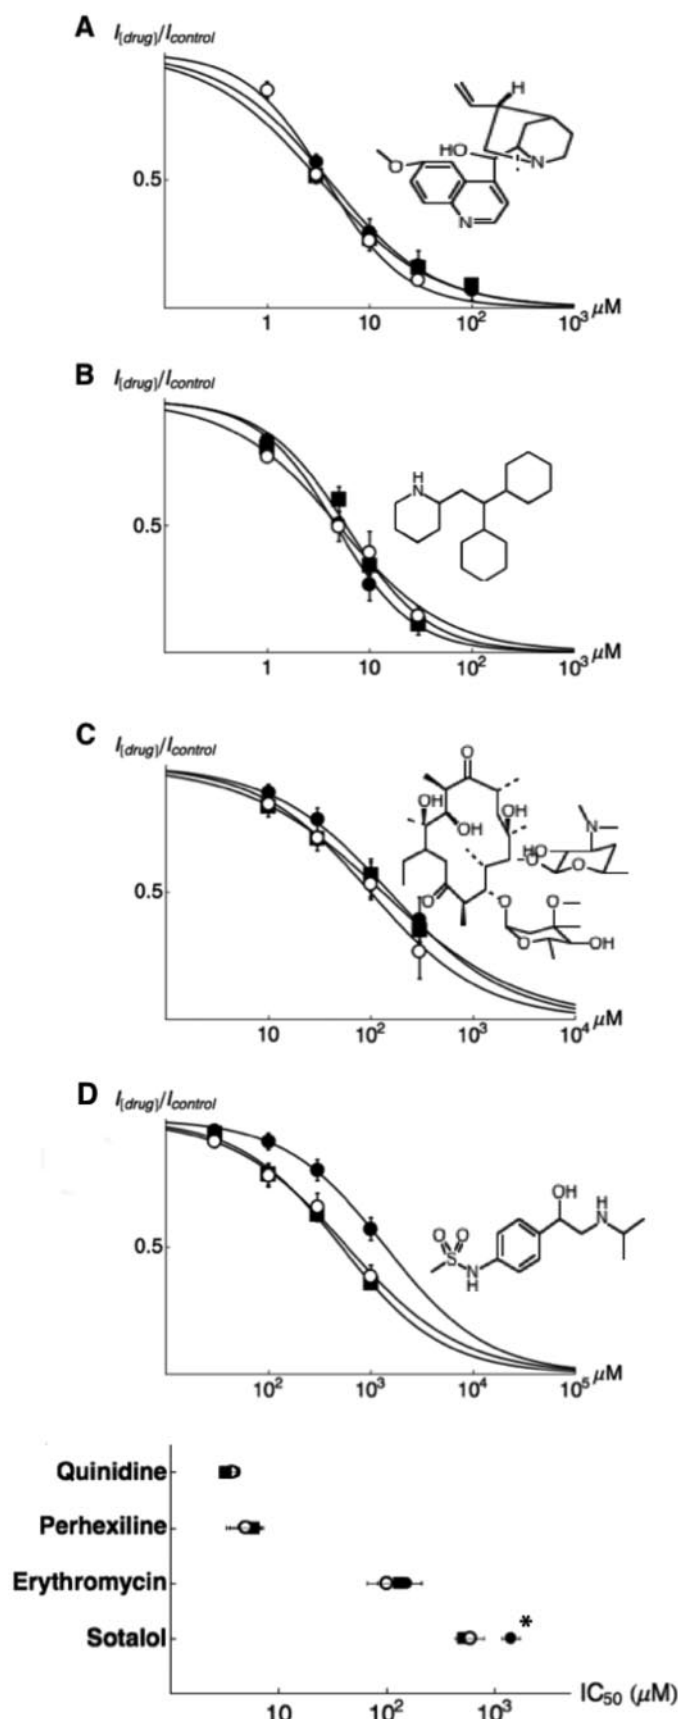 A
I[drug]/Icontrol
H
HO
0.5
O
N
N
1 10 10² 10³ µM
B
I[drug]/Icontrol
H
N
0.5
1 10 10² 10³ µM
C
I[drug]/Icontrol
O
OH OH
OH
N
HO O
O
0.5
O O O
O OH
10 10² 10³ 10⁴ µM
D
I[drug]/Icontrol
OH
H
N
O O
0.5
S
N
H
10² 10³ 10⁴ 10⁵ µM
Quinidine
Perhexiline
Erythromycin
Sotalol *
10 10² 10³ IC₅₀ (µM)